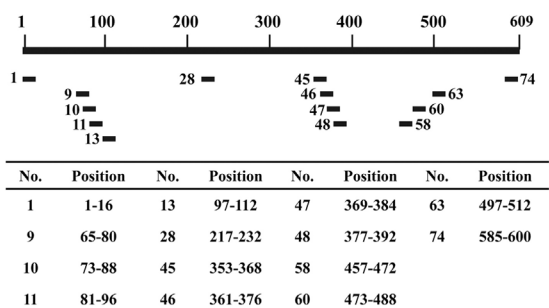 1 100 200 300 400 500 609
1 28 45 74
9 46 63
10 47 60
11 48 58
13
No. Position No. Position No. Position No. Position
1 1-16 13 97-112 47 369-384 63 497-512
9 65-80 28 217-232 48 377-392 74 585-600
10 73-88 45 353-368 58 457-472
11 81-96 46 361-376 60 473-488